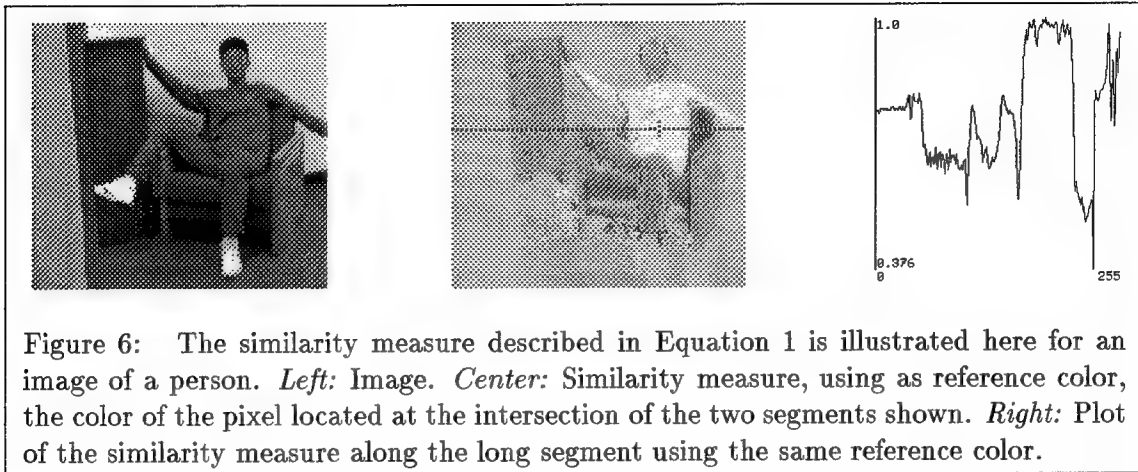 1.0
0.376
0
255
Figure 6: The similarity measure described in Equation 1 is illustrated here for an
image of a person. Left: Image. Center: Similarity measure, using as reference color,
the color of the pixel located at the intersection of the two segments shown. Right: Plot
of the similarity measure along the long segment using the same reference color.